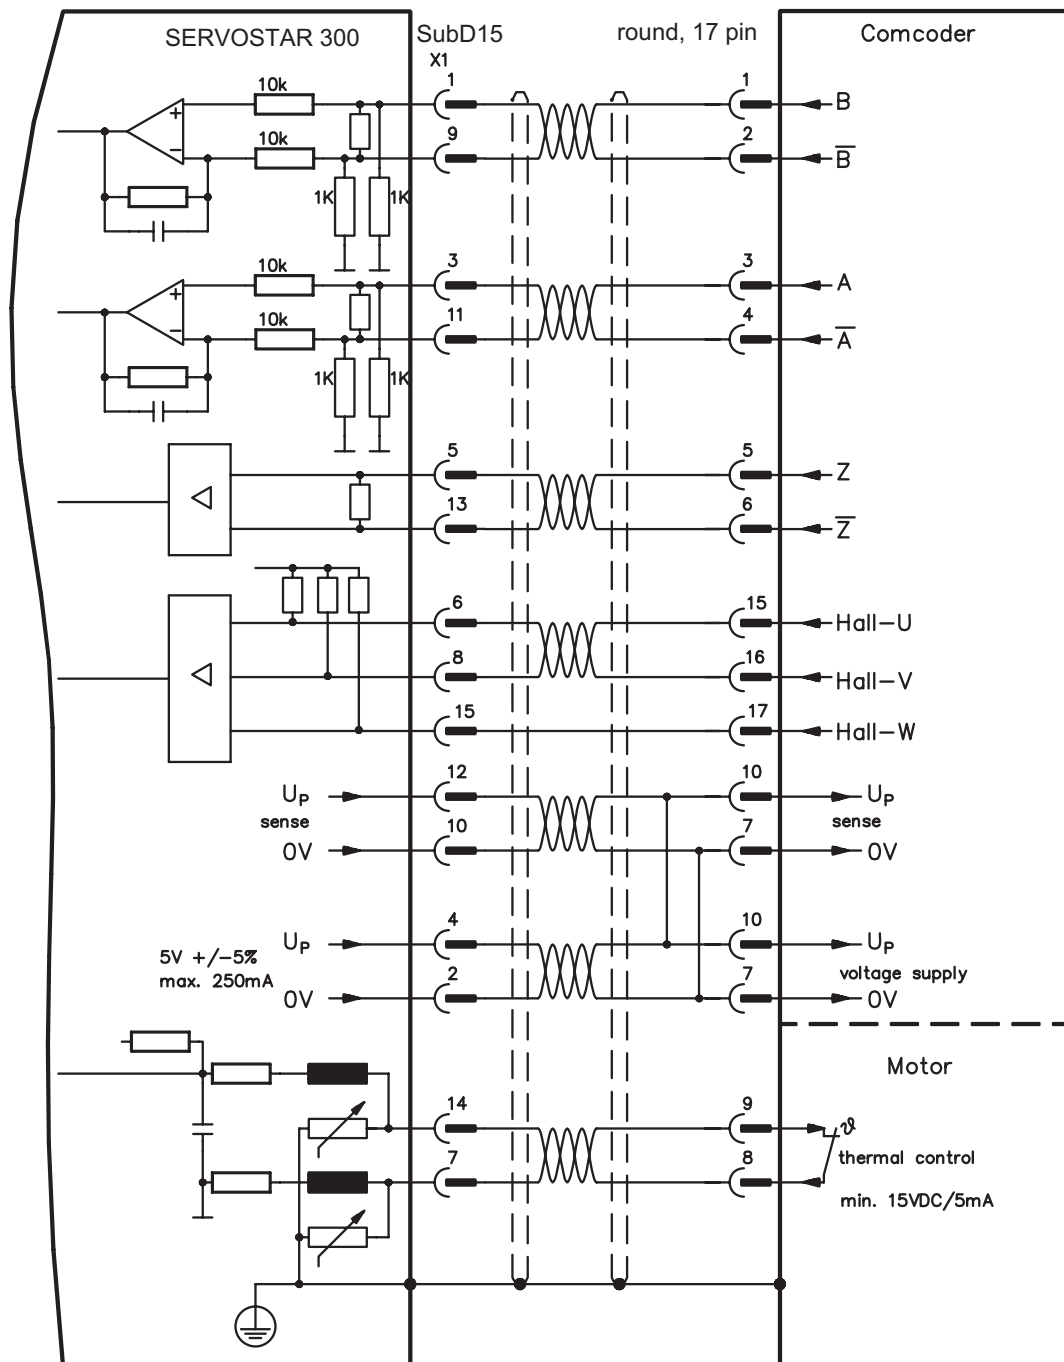 SERVOSTAR 300
SubD15
round, 17 pin
Comcoder
X1
10k
1
1
B
10k
9
2
B̅
1K
1K
10k
3
3
A
10k
11
4
A̅
1K
1K
5
5
Z
13
6
Z̅
6
15
Hall-U
8
16
Hall-V
15
17
Hall-W
12
10
UP
UP
sense
sense
10
7
0V
0V
4
10
UP
UP
5V +/-5%
max. 250mA
voltage supply
2
7
0V
0V
Motor
14
9
ϑ
thermal control
7
8
min. 15VDC/5mA